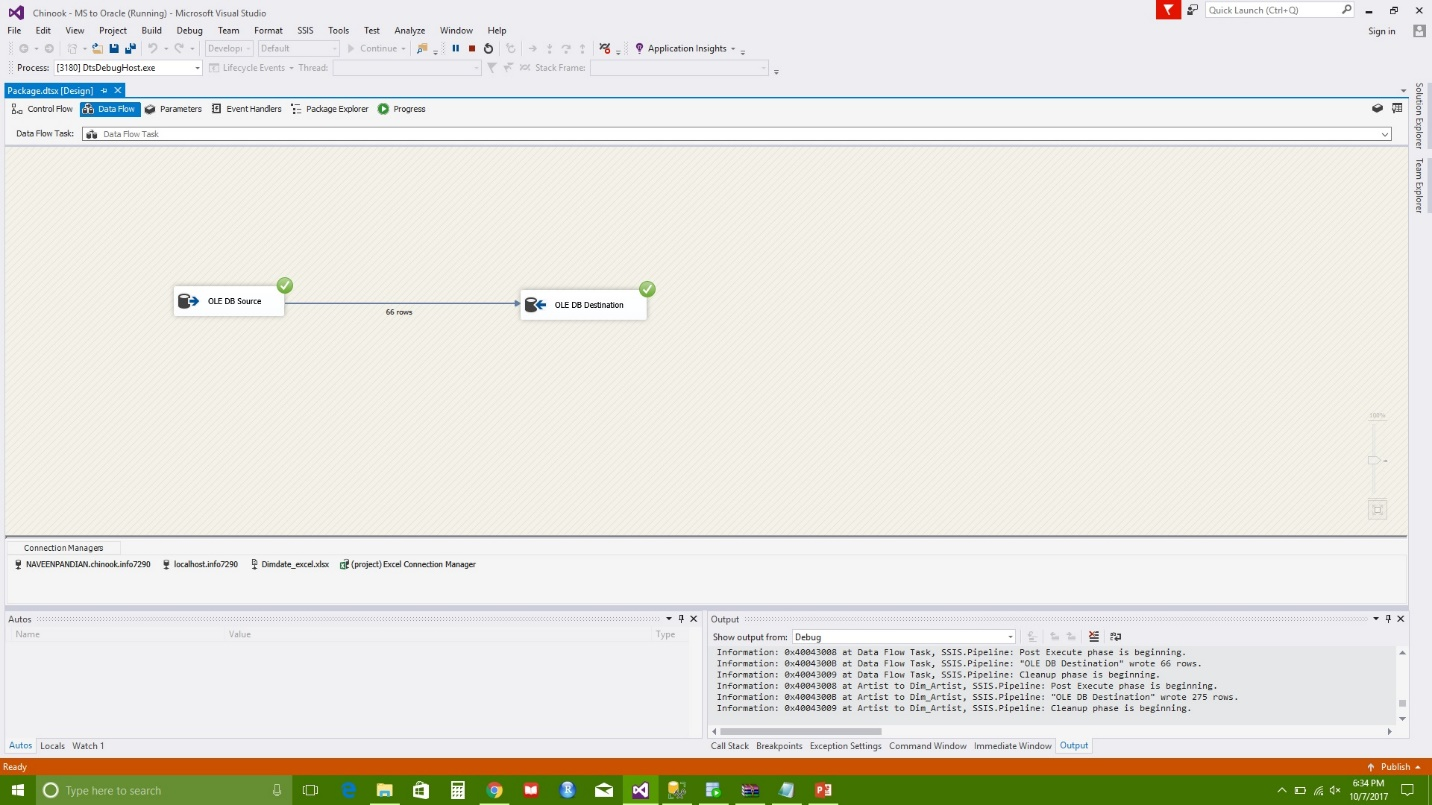 Chinook - MS to Oracle (Running) - Microsoft Visual Studio
Quick Launch (Ctrl+Q)
File Edit View Project Build Debug Team Format SSIS Tools Test Analyze Window Help
Sign in
Develop Default Continue Application Insights
Process: [3180] DtsDebugHost.exe Lifecycle Events Thread: Stack Frame:
Package.dtsx [Design]
Control Flow Data Flow Parameters Event Handlers Package Explorer Progress
Data Flow Task: Data Flow Task
Solution Explorer
Team Explorer
OLE DB Source
66 rows
OLE DB Destination
100%
Connection Managers
NAVEENPANDIAN.chinook.info7290 localhost.info7290 Dimdate_excel.xlsx (project) Excel Connection Manager
Autos
Name Value Type
Autos Locals Watch 1
Output
Show output from: Debug
Information: 0x40043008 at Data Flow Task, SSIS.Pipeline: Post Execute phase is beginning.
Information: 0x4004300B at Data Flow Task, SSIS.Pipeline: "OLE DB Destination" wrote 66 rows.
Information: 0x40043009 at Data Flow Task, SSIS.Pipeline: Cleanup phase is beginning.
Information: 0x40043008 at Artist to Dim_Artist, SSIS.Pipeline: Post Execute phase is beginning.
Information: 0x4004300B at Artist to Dim_Artist, SSIS.Pipeline: "OLE DB Destination" wrote 275 rows.
Information: 0x40043009 at Artist to Dim_Artist, SSIS.Pipeline: Cleanup phase is beginning.
Call Stack Breakpoints Exception Settings Command Window Immediate Window Output
Ready
Publish
Type here to search
6:34 PM
10/7/2017